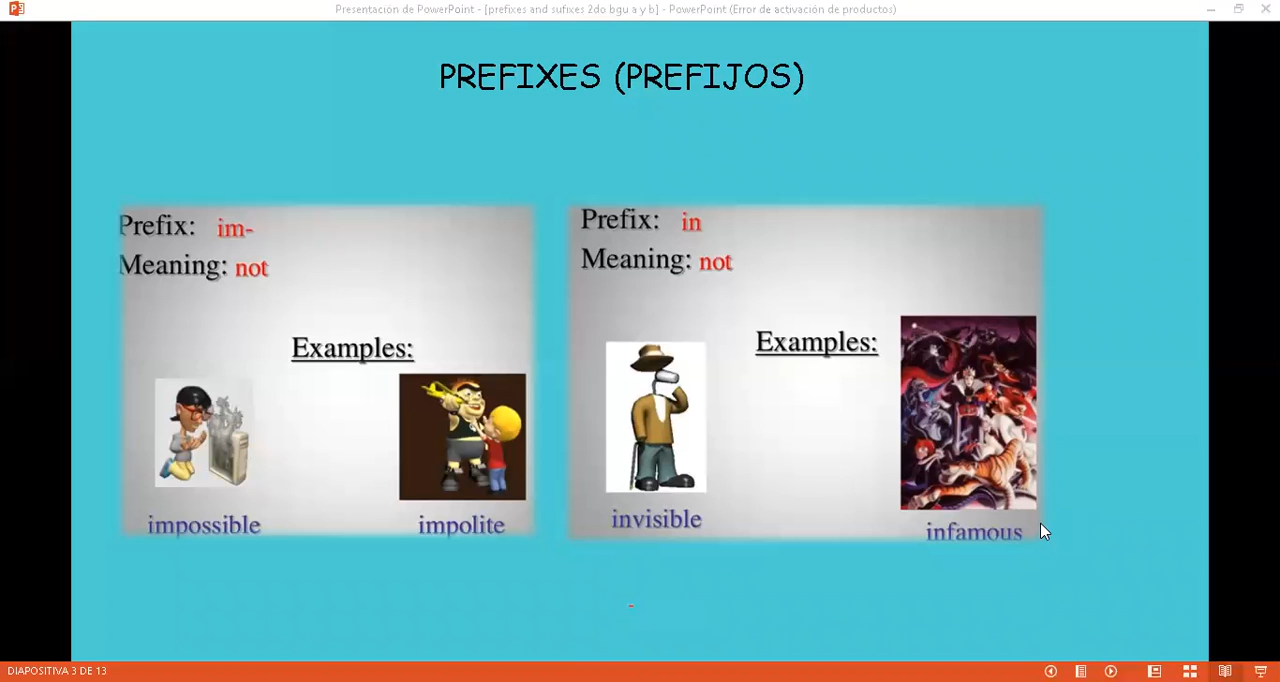 Presentación de PowerPoint - [prefixes and sufixes 2do bgu a y b] - PowerPoint (Error de activación de productos)
PREFIXES (PREFIJOS)
Prefix: im-
Meaning: not
Examples:
impossible
impolite
Prefix: in
Meaning: not
Examples:
invisible
infamous
DIAPOSITIVA 3 DE 13